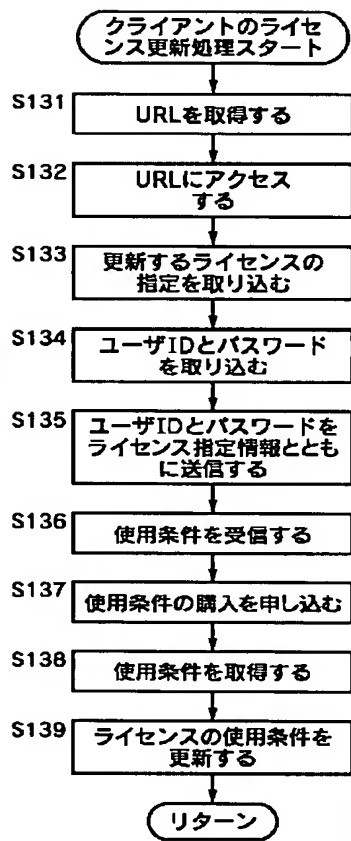 クライアントのライセ
ンス更新処理スタート
S131
URLを取得する
S132
URLにアクセス
する
S133
更新するライセンスの
指定を取り込む
S134
ユーザIDとパスワード
を取り込む
S135
ユーザIDとパスワードを
ライセンス指定情報ととも
に送信する
S136
使用条件を受信する
S137
使用条件の購入を申し込む
S138
使用条件を取得する
S139
ライセンスの使用条件を
更新する
リターン